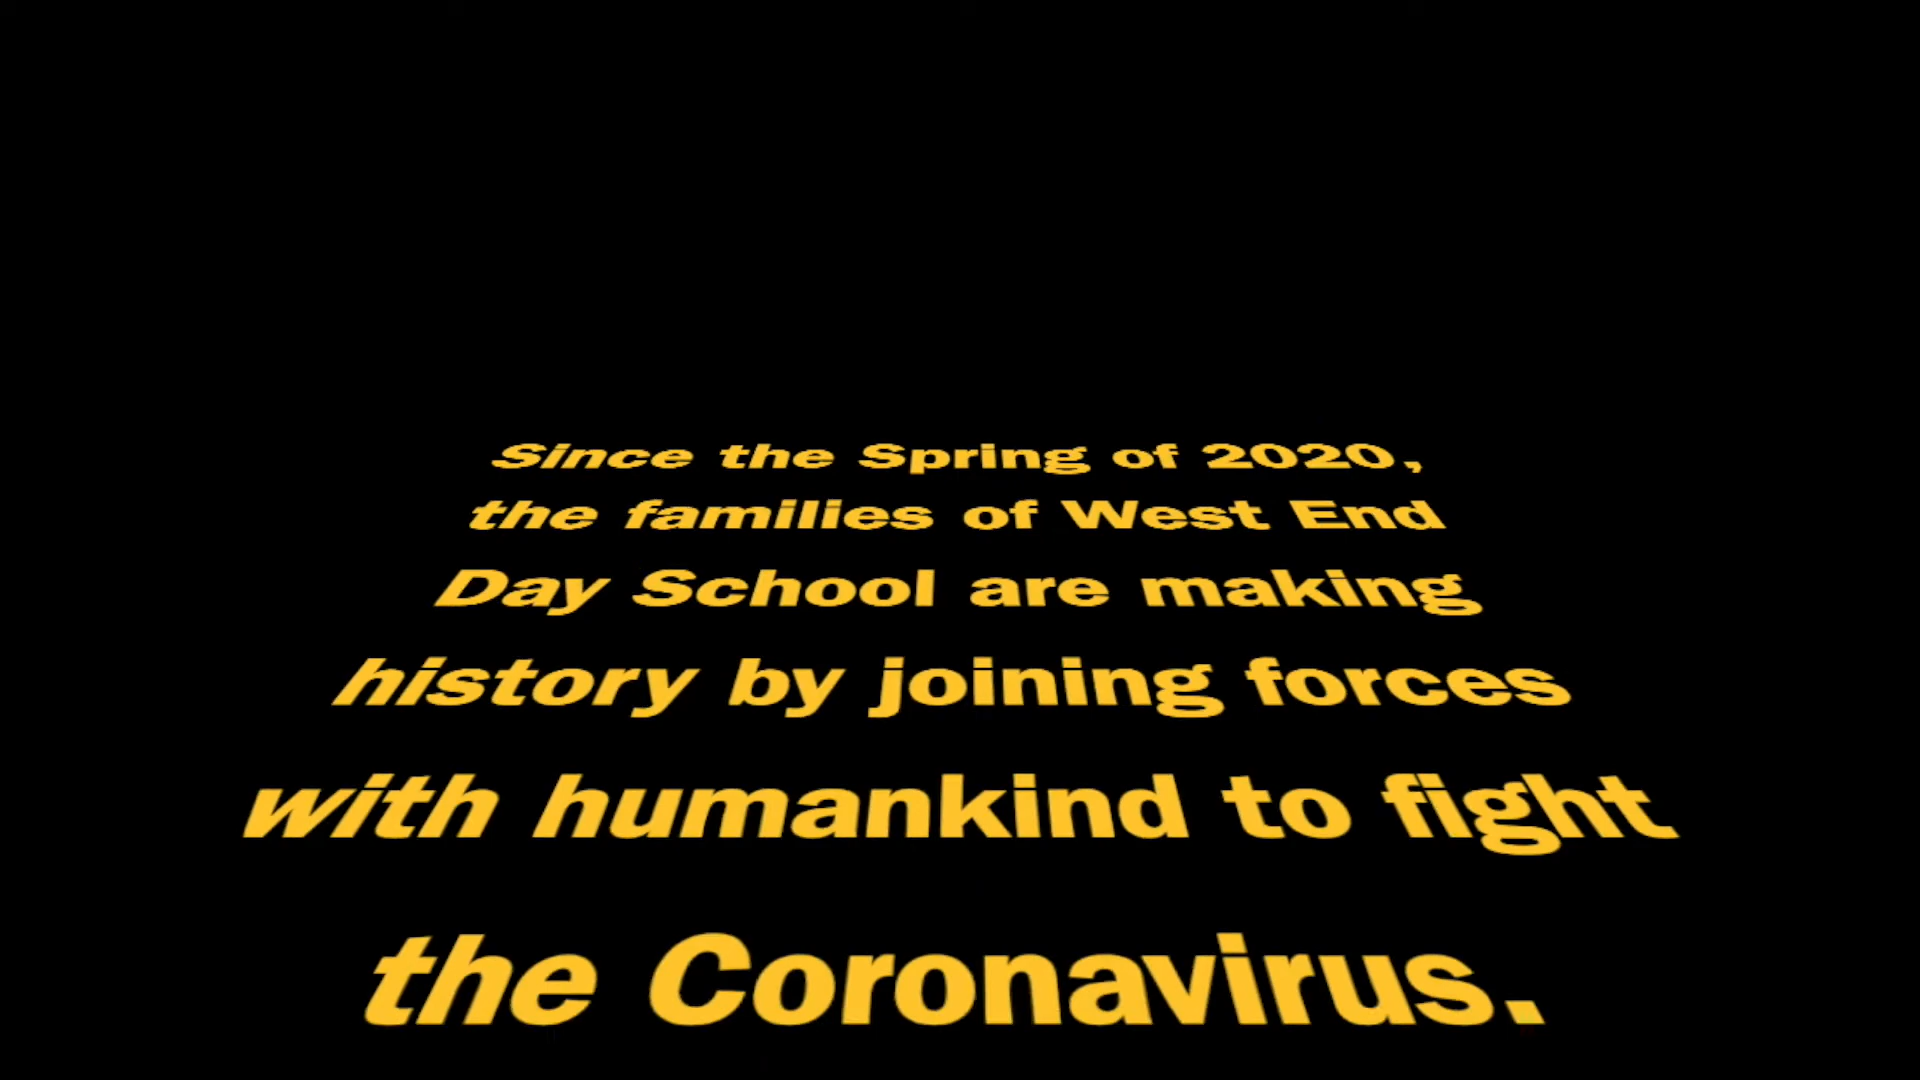 Since the Spring of 2020,
the families of West End
Day School are making
history by joining forces
with humankind to fight
the Coronavirus.